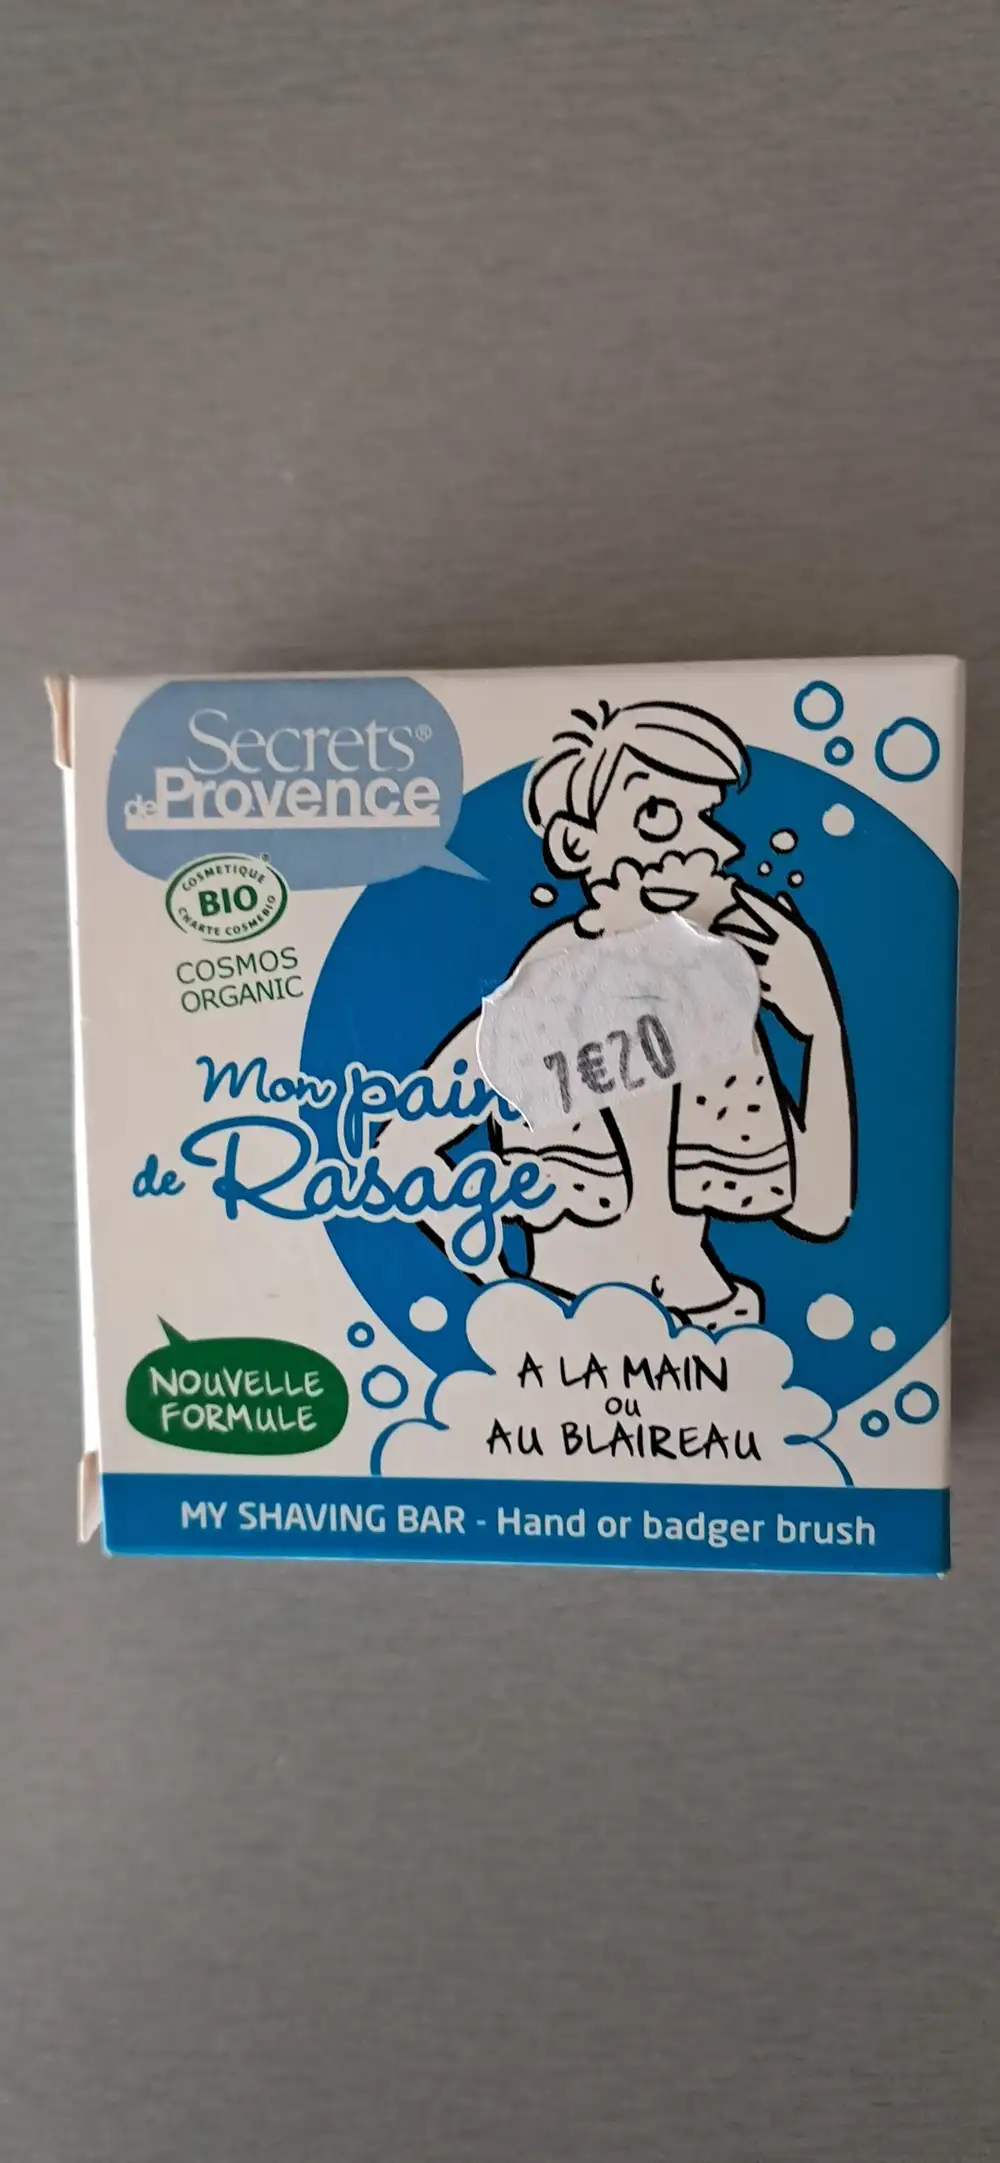 Secrets®
de Provence
COSMETIQUE
BIO
CHARTE COSMEBIO
COSMOS
ORGANIC
7€20
Mon pain
de Rasage
NOUVELLE
FORMULE
A LA MAIN
OU
AU BLAIREAU
MY SHAVING BAR - Hand or badger brush